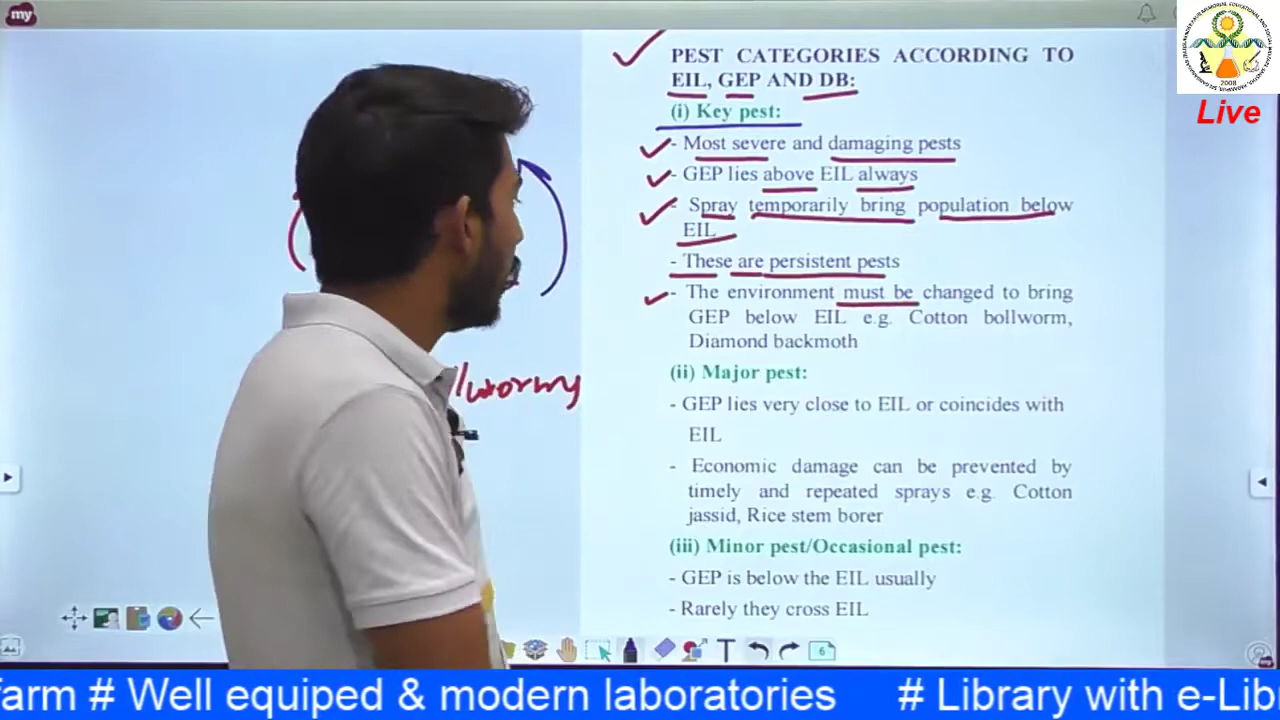 my
PEST CATEGORIES ACCORDING TO
EIL, GEP AND DB:
(i) Key pest:
- Most severe and damaging pests
- GEP lies above EIL always
- Spray temporarily bring population below
EIL
- These are persistent pests
- The environment must be changed to bring
GEP below EIL e.g. Cotton bollworm,
Diamond backmoth
(ii) Major pest:
- GEP lies very close to EIL or coincides with
EIL
- Economic damage can be prevented by
timely and repeated sprays e.g. Cotton
jassid, Rice stem borer
(iii) Minor pest/Occasional pest:
- GEP is below the EIL usually
- Rarely they cross EIL
6
2008
Live
farm # Well equiped & modern laboratories # Library with e-Lib